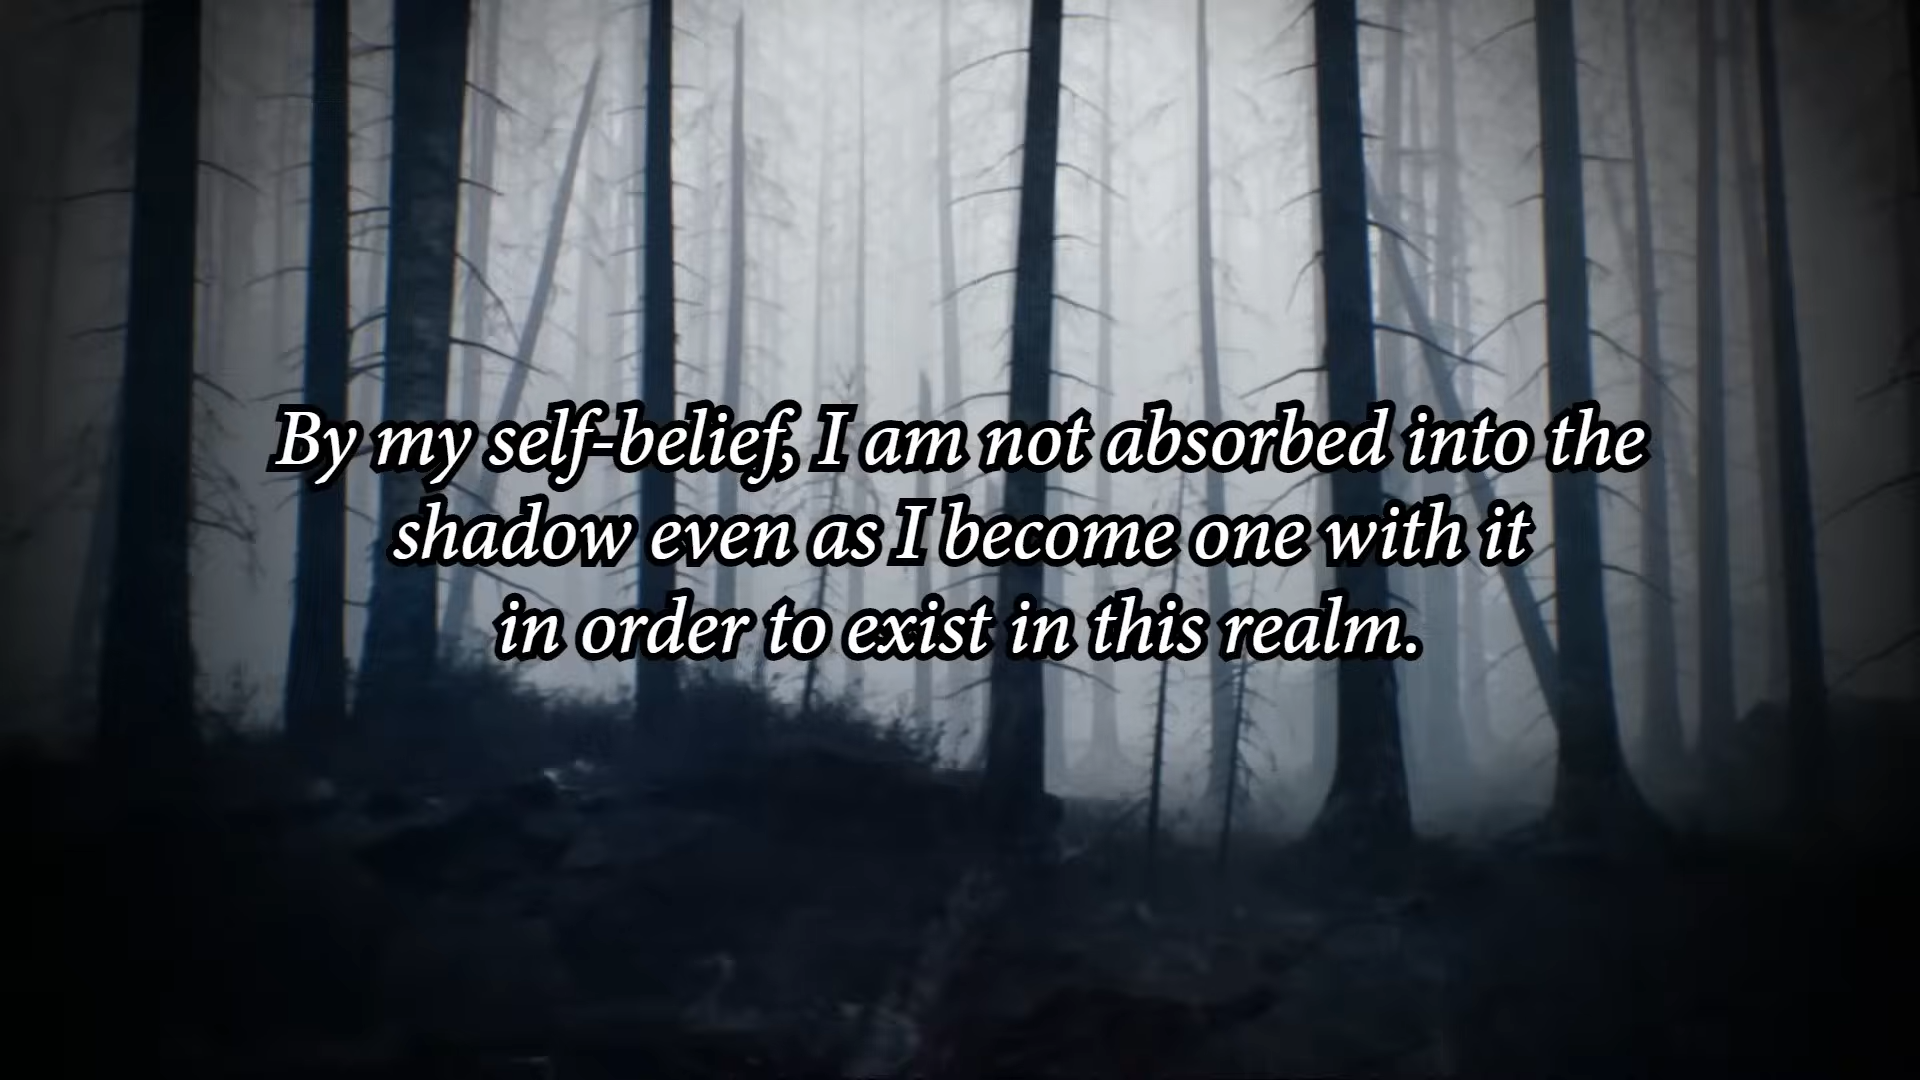 By my self-belief, I am not absorbed into the
shadow even as I become one with it
in order to exist in this realm.